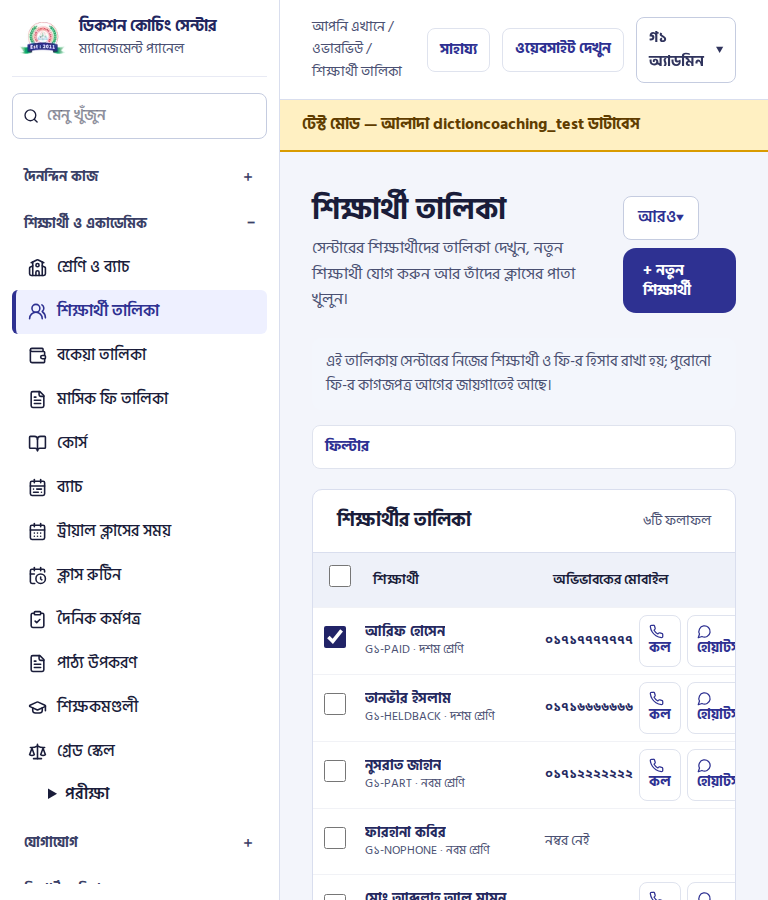 ডিকশন কোচিং সেন্টার
ম্যানেজমেন্ট প্যানেল
মেনু খুঁজুন
দৈনন্দিন কাজ +
শিক্ষার্থী ও একাডেমিক −
শ্রেণি ও ব্যাচ
শিক্ষার্থী তালিকা
বকেয়া তালিকা
মাসিক ফি তালিকা
কোর্স
ব্যাচ
ট্রায়াল ক্লাসের সময়
ক্লাস রুটিন
দৈনিক কর্মপত্র
পাঠ্য উপকরণ
শিক্ষকমণ্ডলী
গ্রেড স্কেল
▶ পরীক্ষা
যোগাযোগ +
আপনি এখানে /
ওভারভিউ /
শিক্ষার্থী তালিকা
সাহায্য
ওয়েবসাইট দেখুন
গ১
অ্যাডমিন ▼
টেস্ট মোড — আলাদা dictioncoaching_test ডাটাবেস
শিক্ষার্থী তালিকা
সেন্টারের শিক্ষার্থীদের তালিকা দেখুন, নতুন
শিক্ষার্থী যোগ করুন আর তাঁদের ক্লাসের পাতা
খুলুন।
আরও▾
+ নতুন
শিক্ষার্থী
এই তালিকায় সেন্টারের নিজের শিক্ষার্থী ও ফি-র হিসাব রাখা হয়; পুরোনো
ফি-র কাগজপত্র আগের জায়গাতেই আছে।
ফিল্টার
শিক্ষার্থীর তালিকা
৬টি ফলাফল
শিক্ষার্থী অভিভাবকের মোবাইল
আরিফ হোসেন
G১-PAID · দশম শ্রেণি
০১৭১৭৭৭৭৭৭৭ কল
তানভীর ইসলাম
G১-HELDBACK · দশম শ্রেণি
০১৭১৬৬৬৬৬৬৬ কল
নুসরাত জাহান
G১-PART · নবম শ্রেণি
০১৭১২২২২২২২ কল
ফারহানা কবির
G১-NOPHONE · নবম শ্রেণি
নম্বর নেই
মোঃ আব্দুল্লাহ আল মামুন